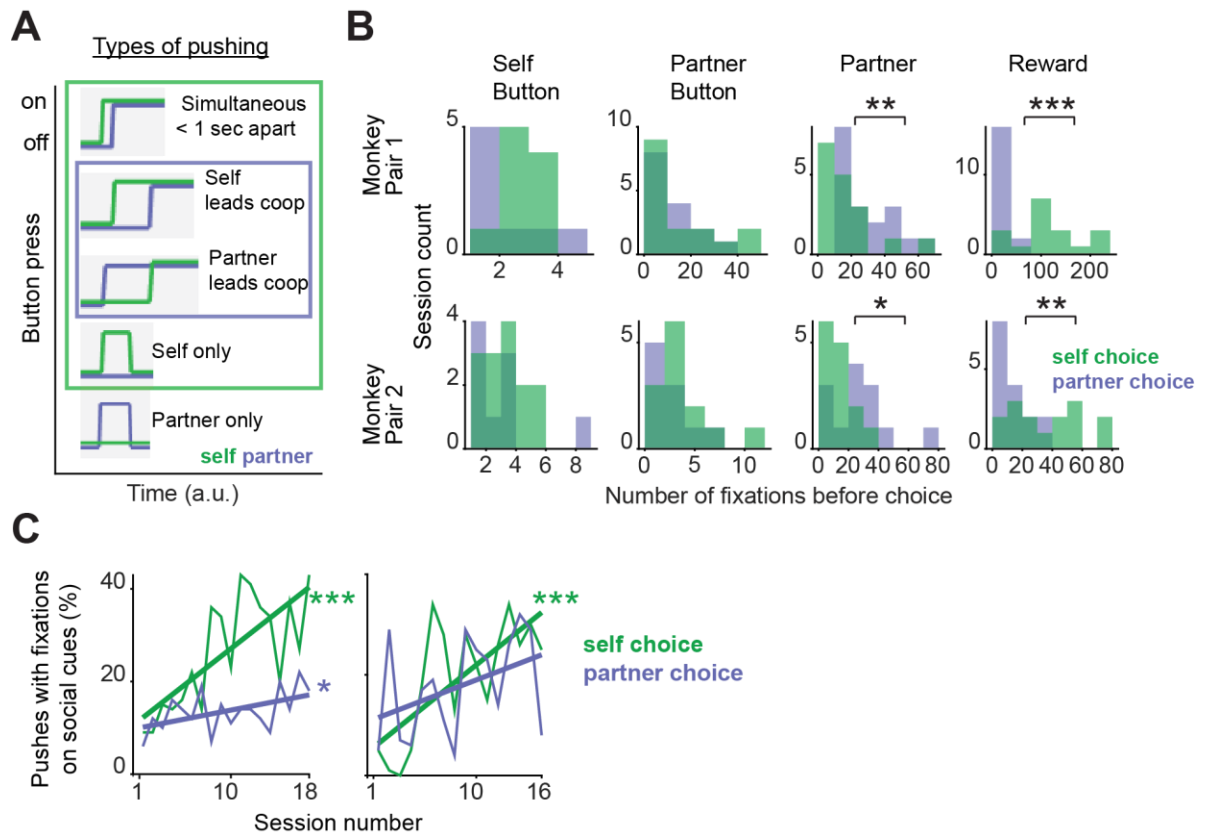 A
Types of pushing
on
off
Simultaneous
< 1 sec apart
Self
leads coop
Partner
leads coop
Self only
Partner only
self partner
Button press
Time (a.u.)
B
Self
Button
Partner
Button
Partner
Reward
Monkey
Pair 1
Monkey
Pair 2
Session count
5
0
2 4
10
5
0
0 20 40
**
5
0
0 20 40 60
***
10
0
0 100 200
4
2
0
2 4 6 8
5
0
0 5 10
*
5
0
0 20 40 60 80
**
5
0
0 20 40 60 80
self choice
partner choice
Number of fixations before choice
C
Pushes with fixations
on social cues (%)
40
20
0
1 10 18
***
*
1 10 16
***
self choice
partner choice
Session number